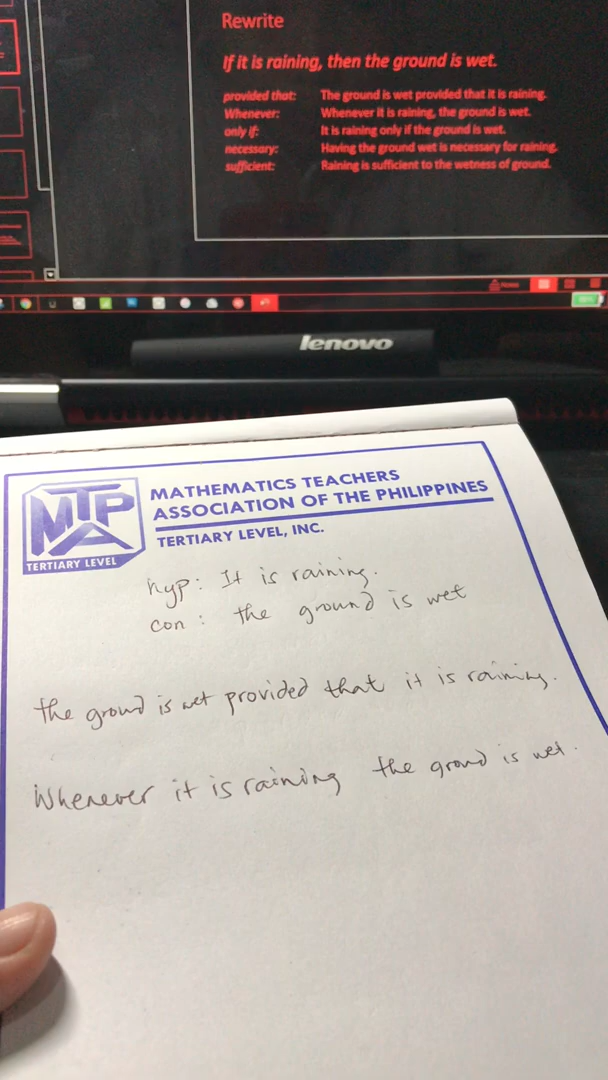 Rewrite
If it is raining, then the ground is wet.
provided that: The ground is wet provided that it is raining.
Whenever: Whenever it is raining, the ground is wet.
only if: It is raining only if the ground is wet.
necessary: Having the ground wet is necessary for raining.
sufficient: Raining is sufficient to the wetness of ground.
lenovo
MTAP
TERTIARY LEVEL
MATHEMATICS TEACHERS
ASSOCIATION OF THE PHILIPPINES
TERTIARY LEVEL, INC.
hyp: It is raining.
con: the ground is wet
the ground is wet provided that it is raining.
Whenever it is raining the ground is wet.